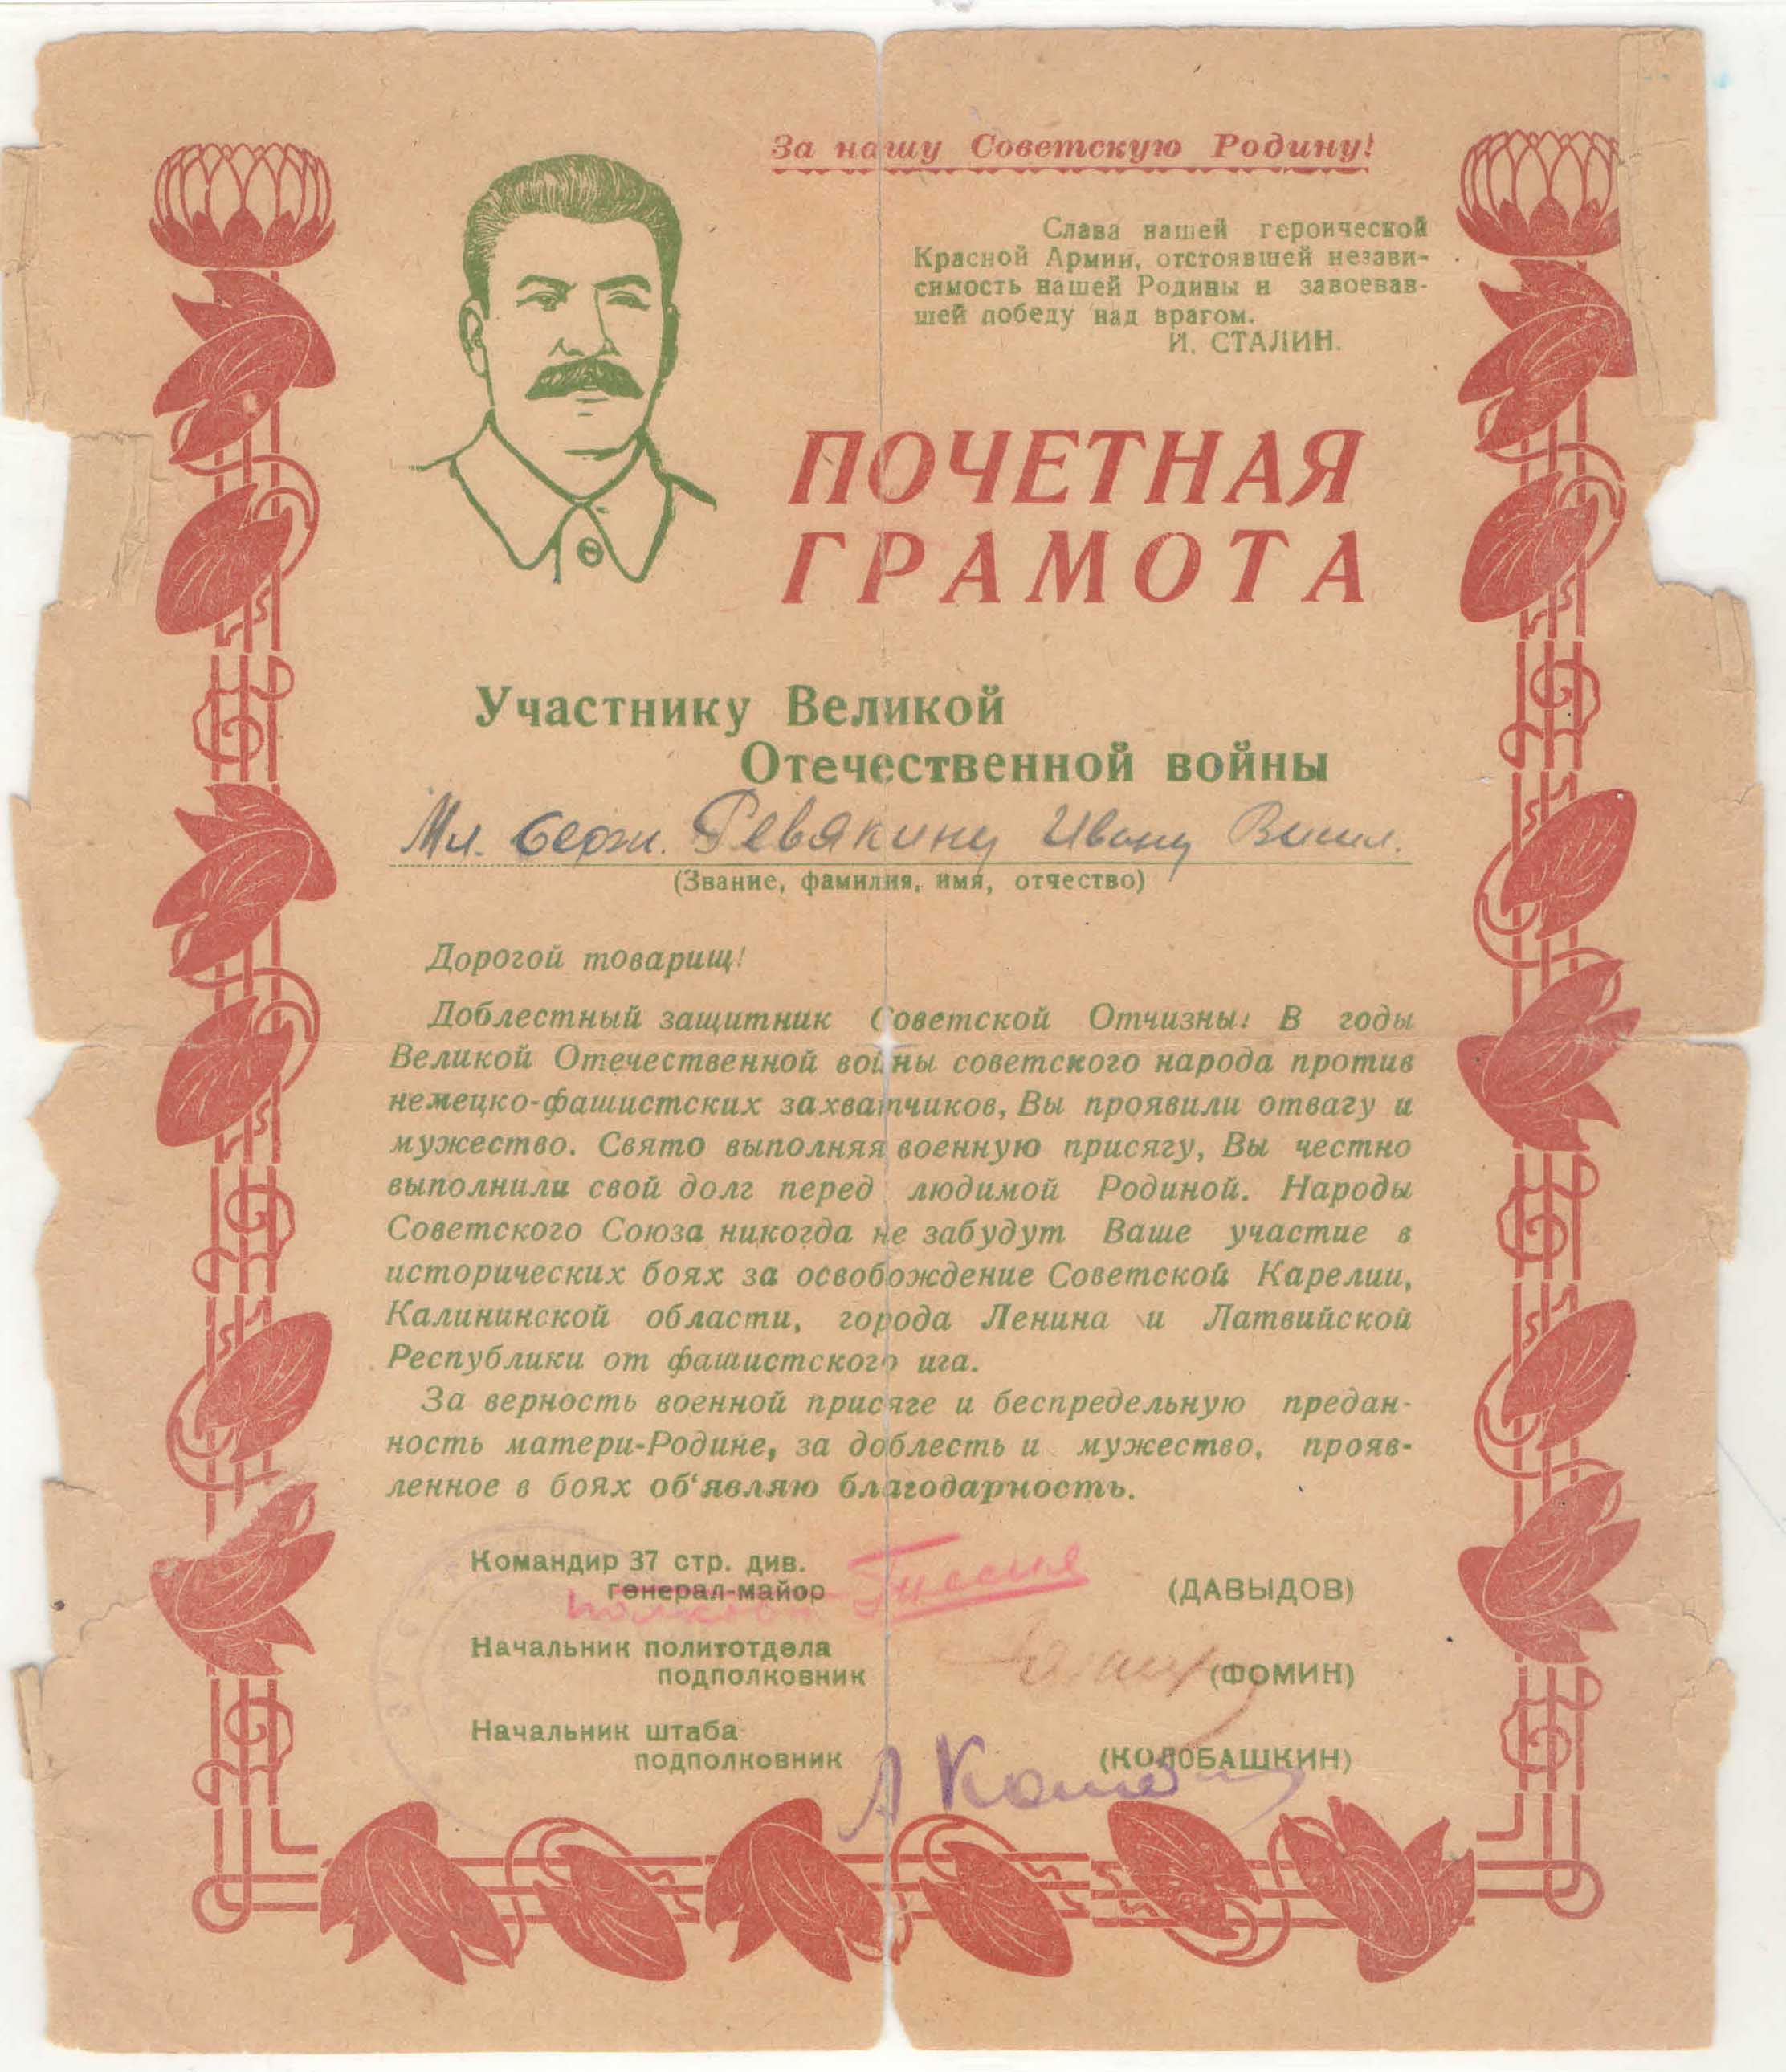 За нашу Советскую Родину!
Слава нашей героической
Красной Армии, отстоявшей незави-
симость нашей Родины и завоевав-
шей победу над врагом.
И. СТАЛИН.
ПОЧЕТНАЯ
ГРАМОТА
Участнику Великой
Отечественной войны
Мл. Серж. Ревякину Ивану
(Звание, фамилия, имя, отчество)
Дорогой товарищ!
Доблестный защитник Советской Отчизны! В годы
Великой Отечественной войны советского народа против
немецко-фашистских захватчиков, Вы проявили отвагу и
мужество. Свято выполняя военную присягу, Вы честно
выполнили свой долг перед людимой Родиной. Народы
Советского Союза никогда не забудут Ваше участие в
исторических боях за освобождение Советской Карелии,
Калининской области, города Ленина и Латвийской
Республики от фашистского ига.
За верность военной присяге и беспредельную предан-
ность матери-Родине, за доблесть и мужество, прояв-
ленное в боях об‘являю благодарность.
Командир 37 стр. див.
генерал-майор (ДАВЫДОВ)
Начальник политотдела
подполковник (ФОМИН)
Начальник штаба
подполковник (КОЛОБАШКИН)